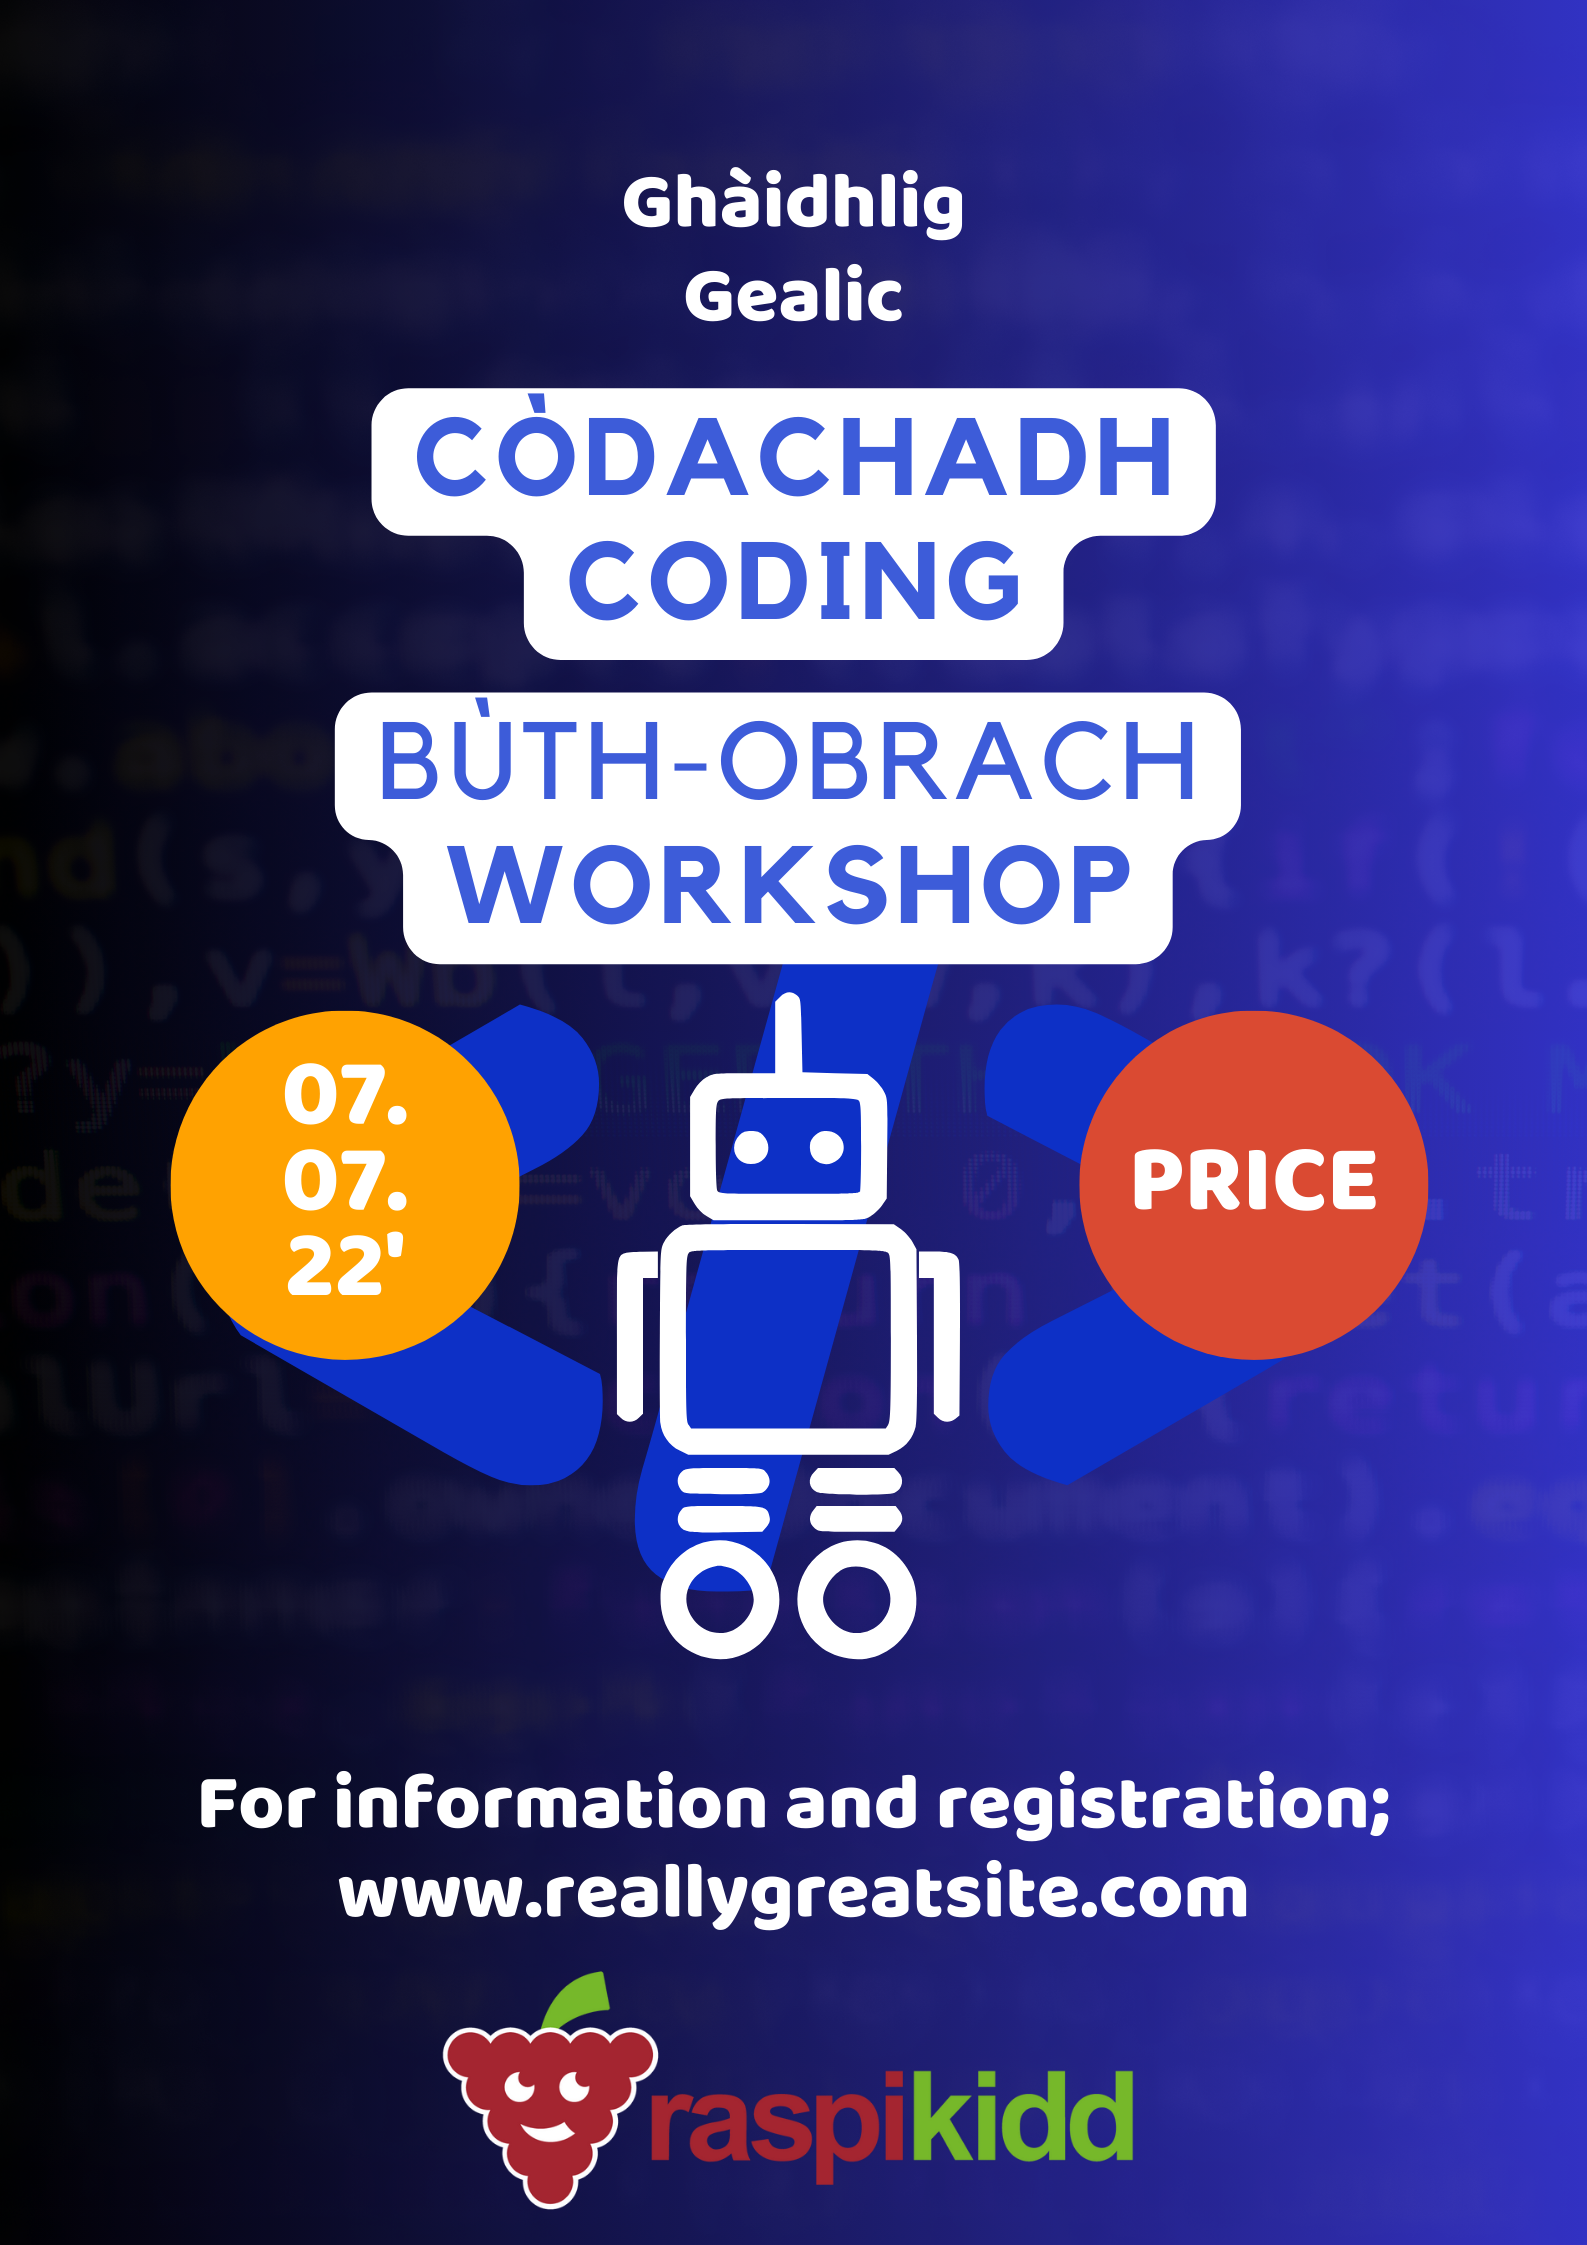 Ghàidhlig
Gealic
CÒDACHADH
CODING
BÙTH-OBRACH
WORKSHOP
07.
07.
22'
PRICE
For information and registration;
www.reallygreatsite.com
raspikidd